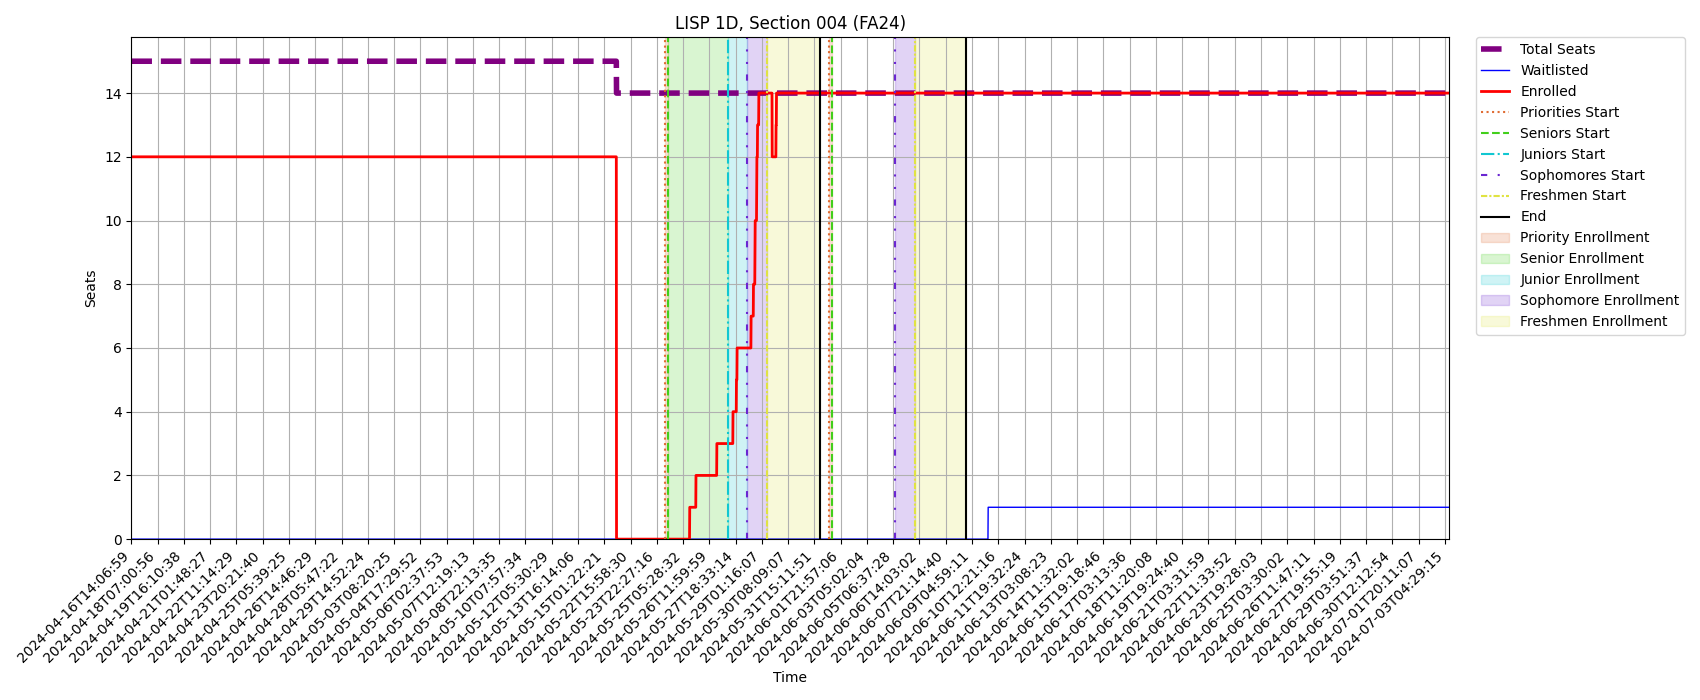 LISP 1D, Section 004 (FA24)
Total Seats
Waitlisted
Enrolled
Priorities Start
Seniors Start
Juniors Start
Sophomores Start
Freshmen Start
End
Priority Enrollment
Senior Enrollment
Junior Enrollment
Sophomore Enrollment
Freshmen Enrollment
Seats
14
12
10
8
6
4
2
0
2024-04-16T14:06:59
2024-04-18T07:00:56
2024-04-19T16:10:38
2024-04-21T01:48:27
2024-04-22T11:14:29
2024-04-23T20:21:40
2024-04-25T05:39:25
2024-04-26T14:46:29
2024-04-28T05:47:22
2024-04-29T14:52:24
2024-05-03T08:20:25
2024-05-04T17:29:52
2024-05-06T02:37:53
2024-05-07T12:19:13
2024-05-08T22:13:35
2024-05-10T07:57:34
2024-05-12T05:30:29
2024-05-13T16:14:06
2024-05-15T01:22:21
2024-05-22T15:58:30
2024-05-23T22:27:16
2024-05-25T05:28:32
2024-05-26T11:59:59
2024-05-27T18:33:14
2024-05-29T01:16:07
2024-05-30T08:09:07
2024-05-31T15:11:51
2024-06-01T21:57:06
2024-06-03T05:02:04
2024-06-05T06:37:28
2024-06-06T14:03:02
2024-06-07T21:14:40
2024-06-09T04:59:11
2024-06-10T12:21:16
2024-06-11T19:32:24
2024-06-13T03:08:23
2024-06-14T11:32:02
2024-06-15T19:18:46
2024-06-17T03:13:36
2024-06-18T11:20:08
2024-06-19T19:24:40
2024-06-21T03:31:59
2024-06-22T11:33:52
2024-06-23T19:28:03
2024-06-25T03:30:02
2024-06-26T11:47:11
2024-06-27T19:55:19
2024-06-29T03:51:37
2024-06-30T12:12:54
2024-07-01T20:11:07
2024-07-03T04:29:15
Time